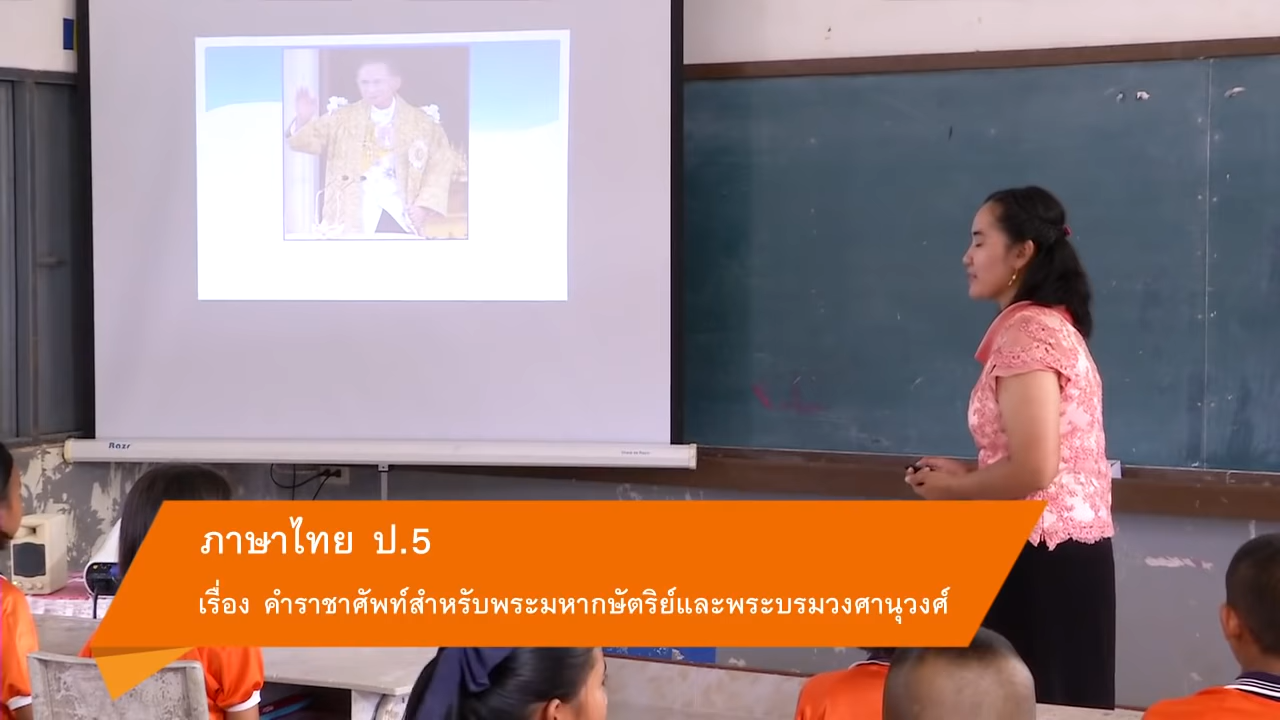 Razr
ภาษาไทย ป.5
เรื่อง คำราชาศัพท์สำหรับพระมหากษัตริย์และพระบรมวงศานุวงศ์